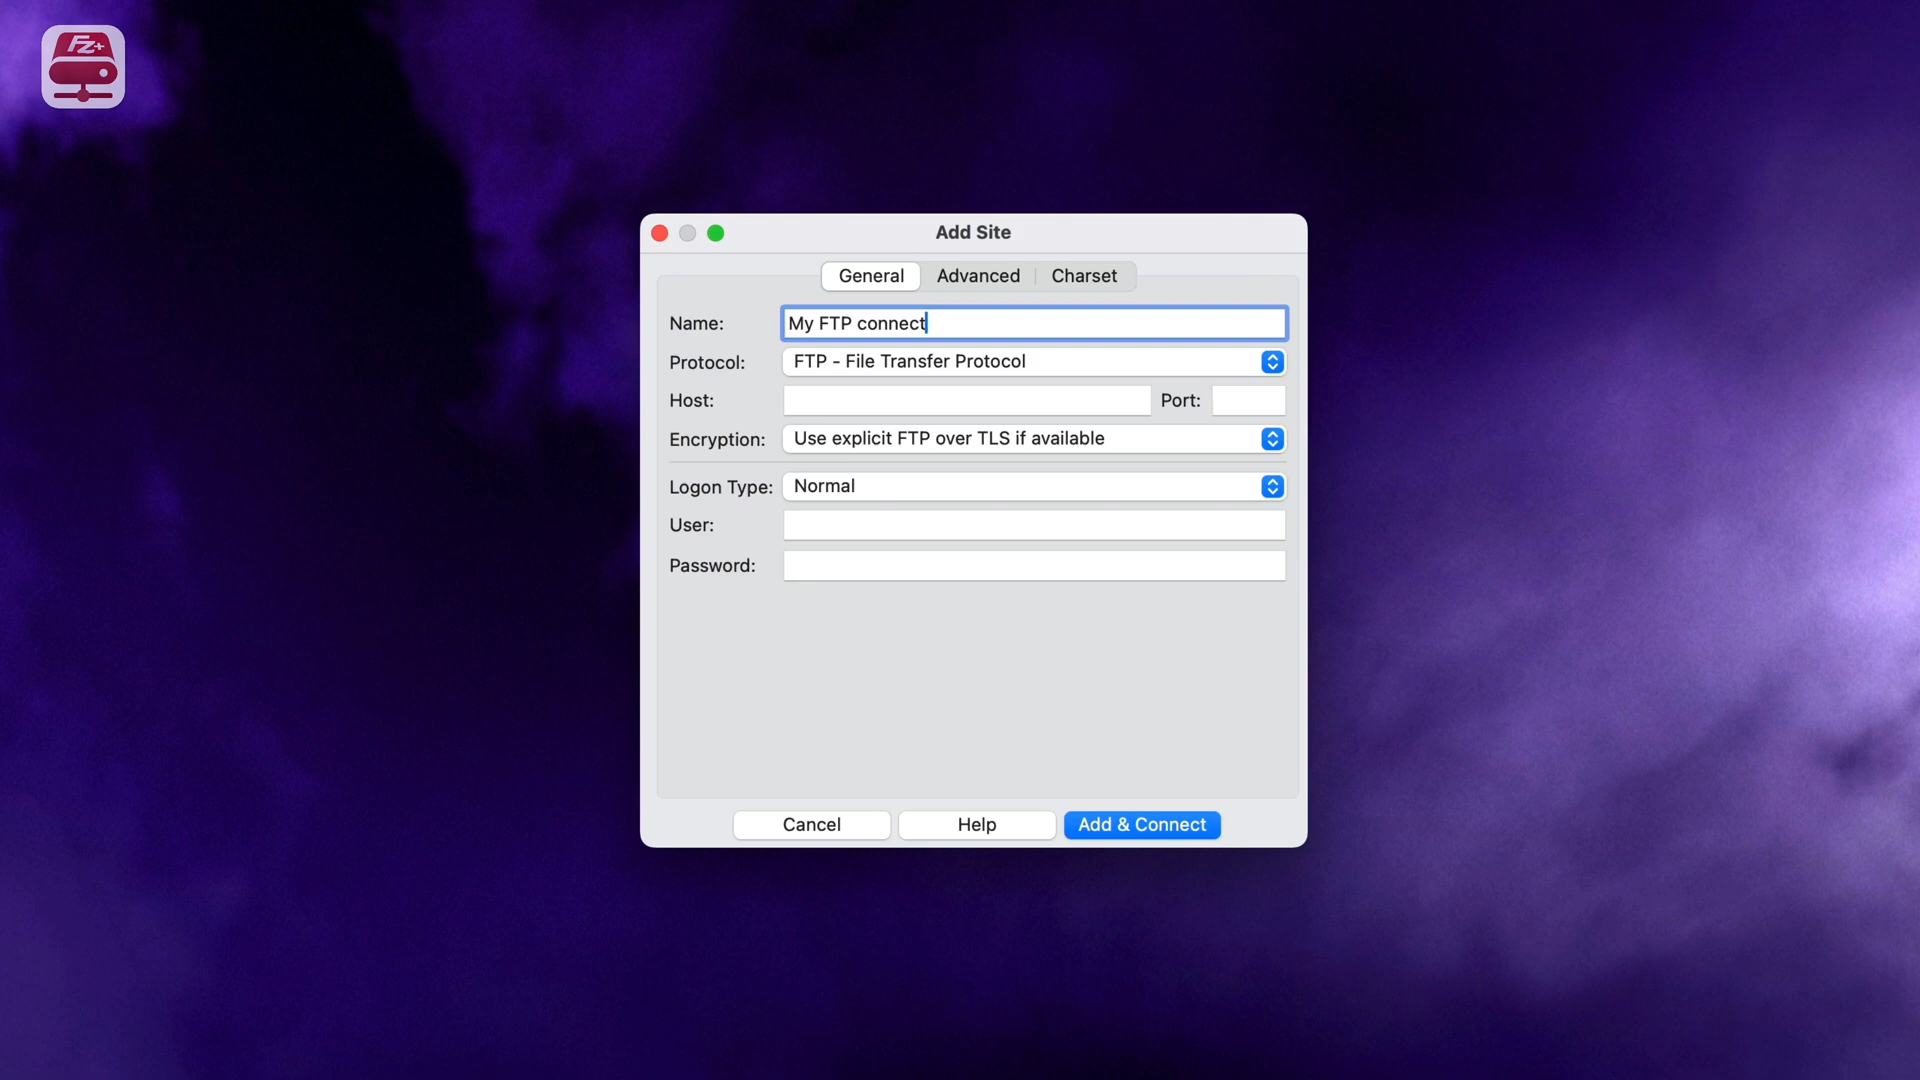 FZ+
Add Site
General Advanced Charset
Name: My FTP connect
Protocol: FTP - File Transfer Protocol
Host: Port:
Encryption: Use explicit FTP over TLS if available
Logon Type: Normal
User:
Password:
Cancel Help Add & Connect